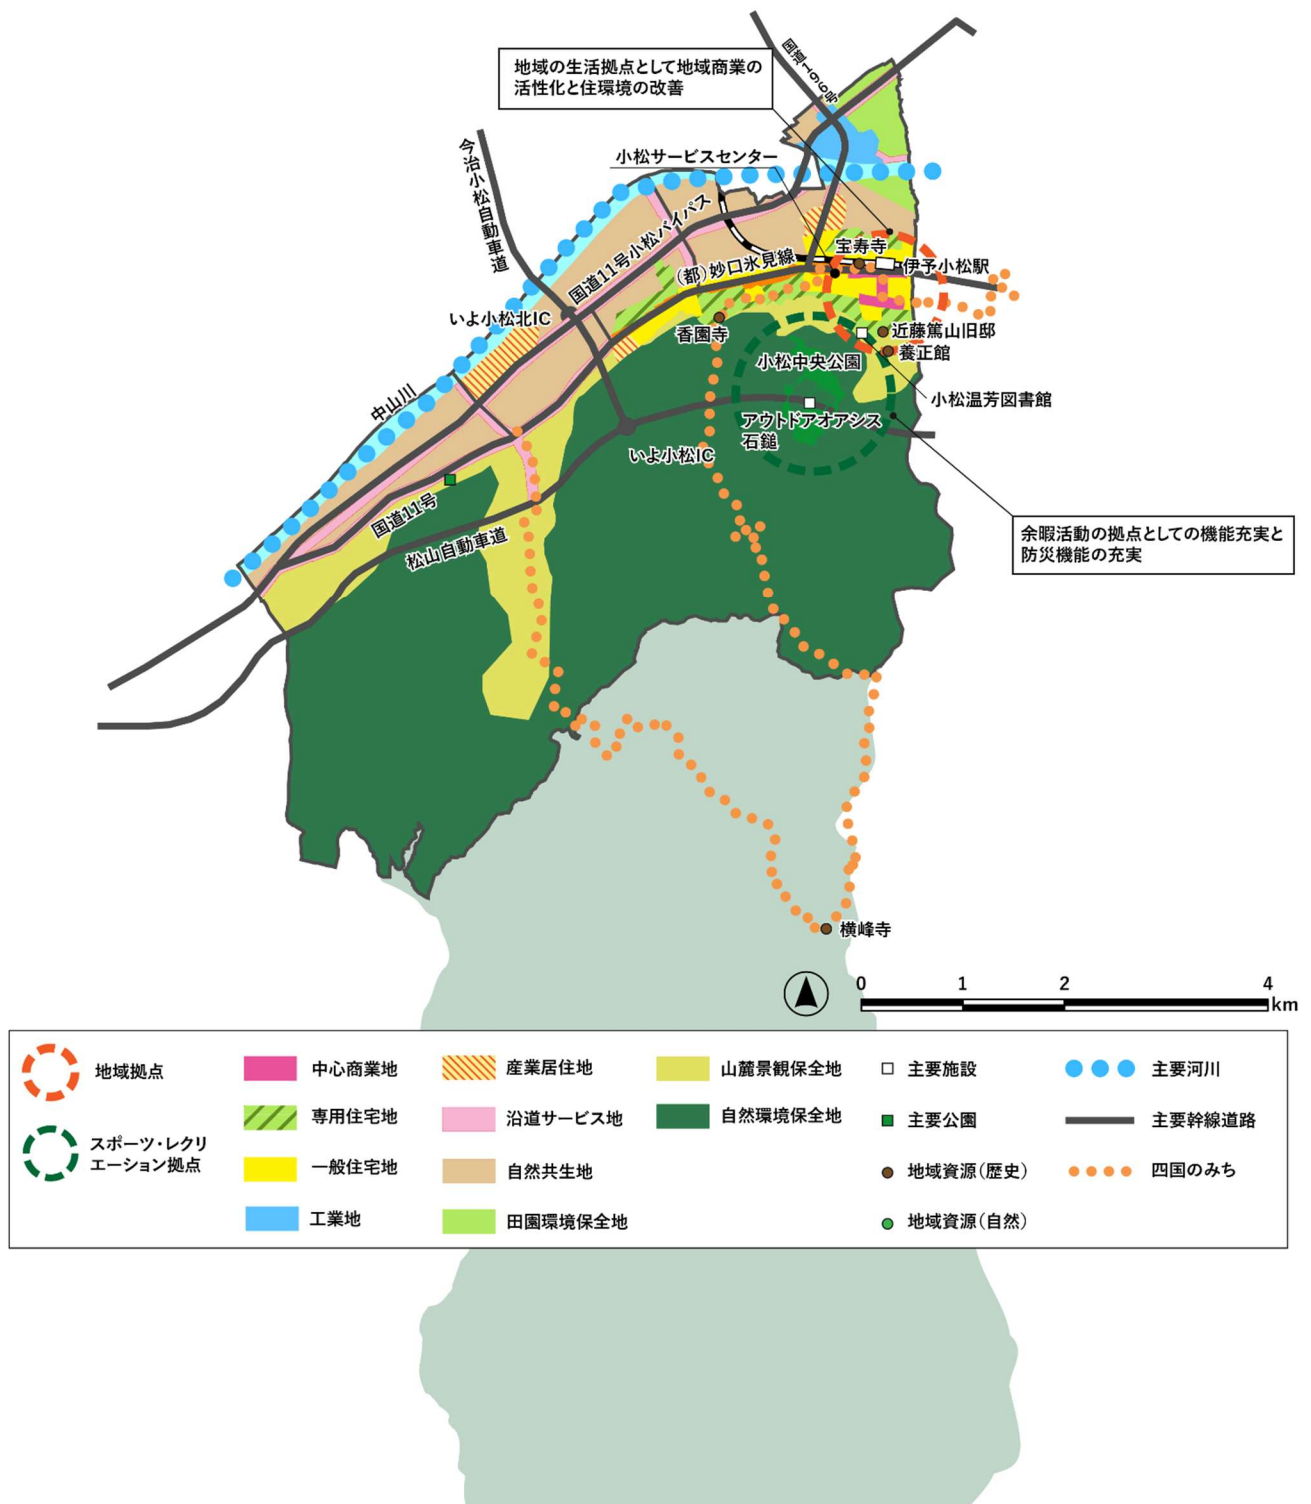 国道196号
地域の生活拠点として地域商業の
活性化と住環境の改善
小松サービスセンター
今治小松自動車道
国道11号小松バイパス
(都)妙口氷見線
宝寿寺
伊予小松駅
いよ小松北IC
香園寺
近藤篤山旧邸
養正館
小松中央公園
小松温芳図書館
中山川
アウトドアオアシス
石鎚
いよ小松IC
国道11号
松山自動車道
余暇活動の拠点としての機能充実と
防災機能の充実
横峰寺
0 1 2 4
km
地域拠点
スポーツ・レクリ
エーション拠点
中心商業地
専用住宅地
一般住宅地
工業地
産業居住地
沿道サービス地
自然共生地
田園環境保全地
山麓景観保全地
自然環境保全地
主要施設
主要公園
地域資源(歴史)
地域資源(自然)
主要河川
主要幹線道路
四国のみち